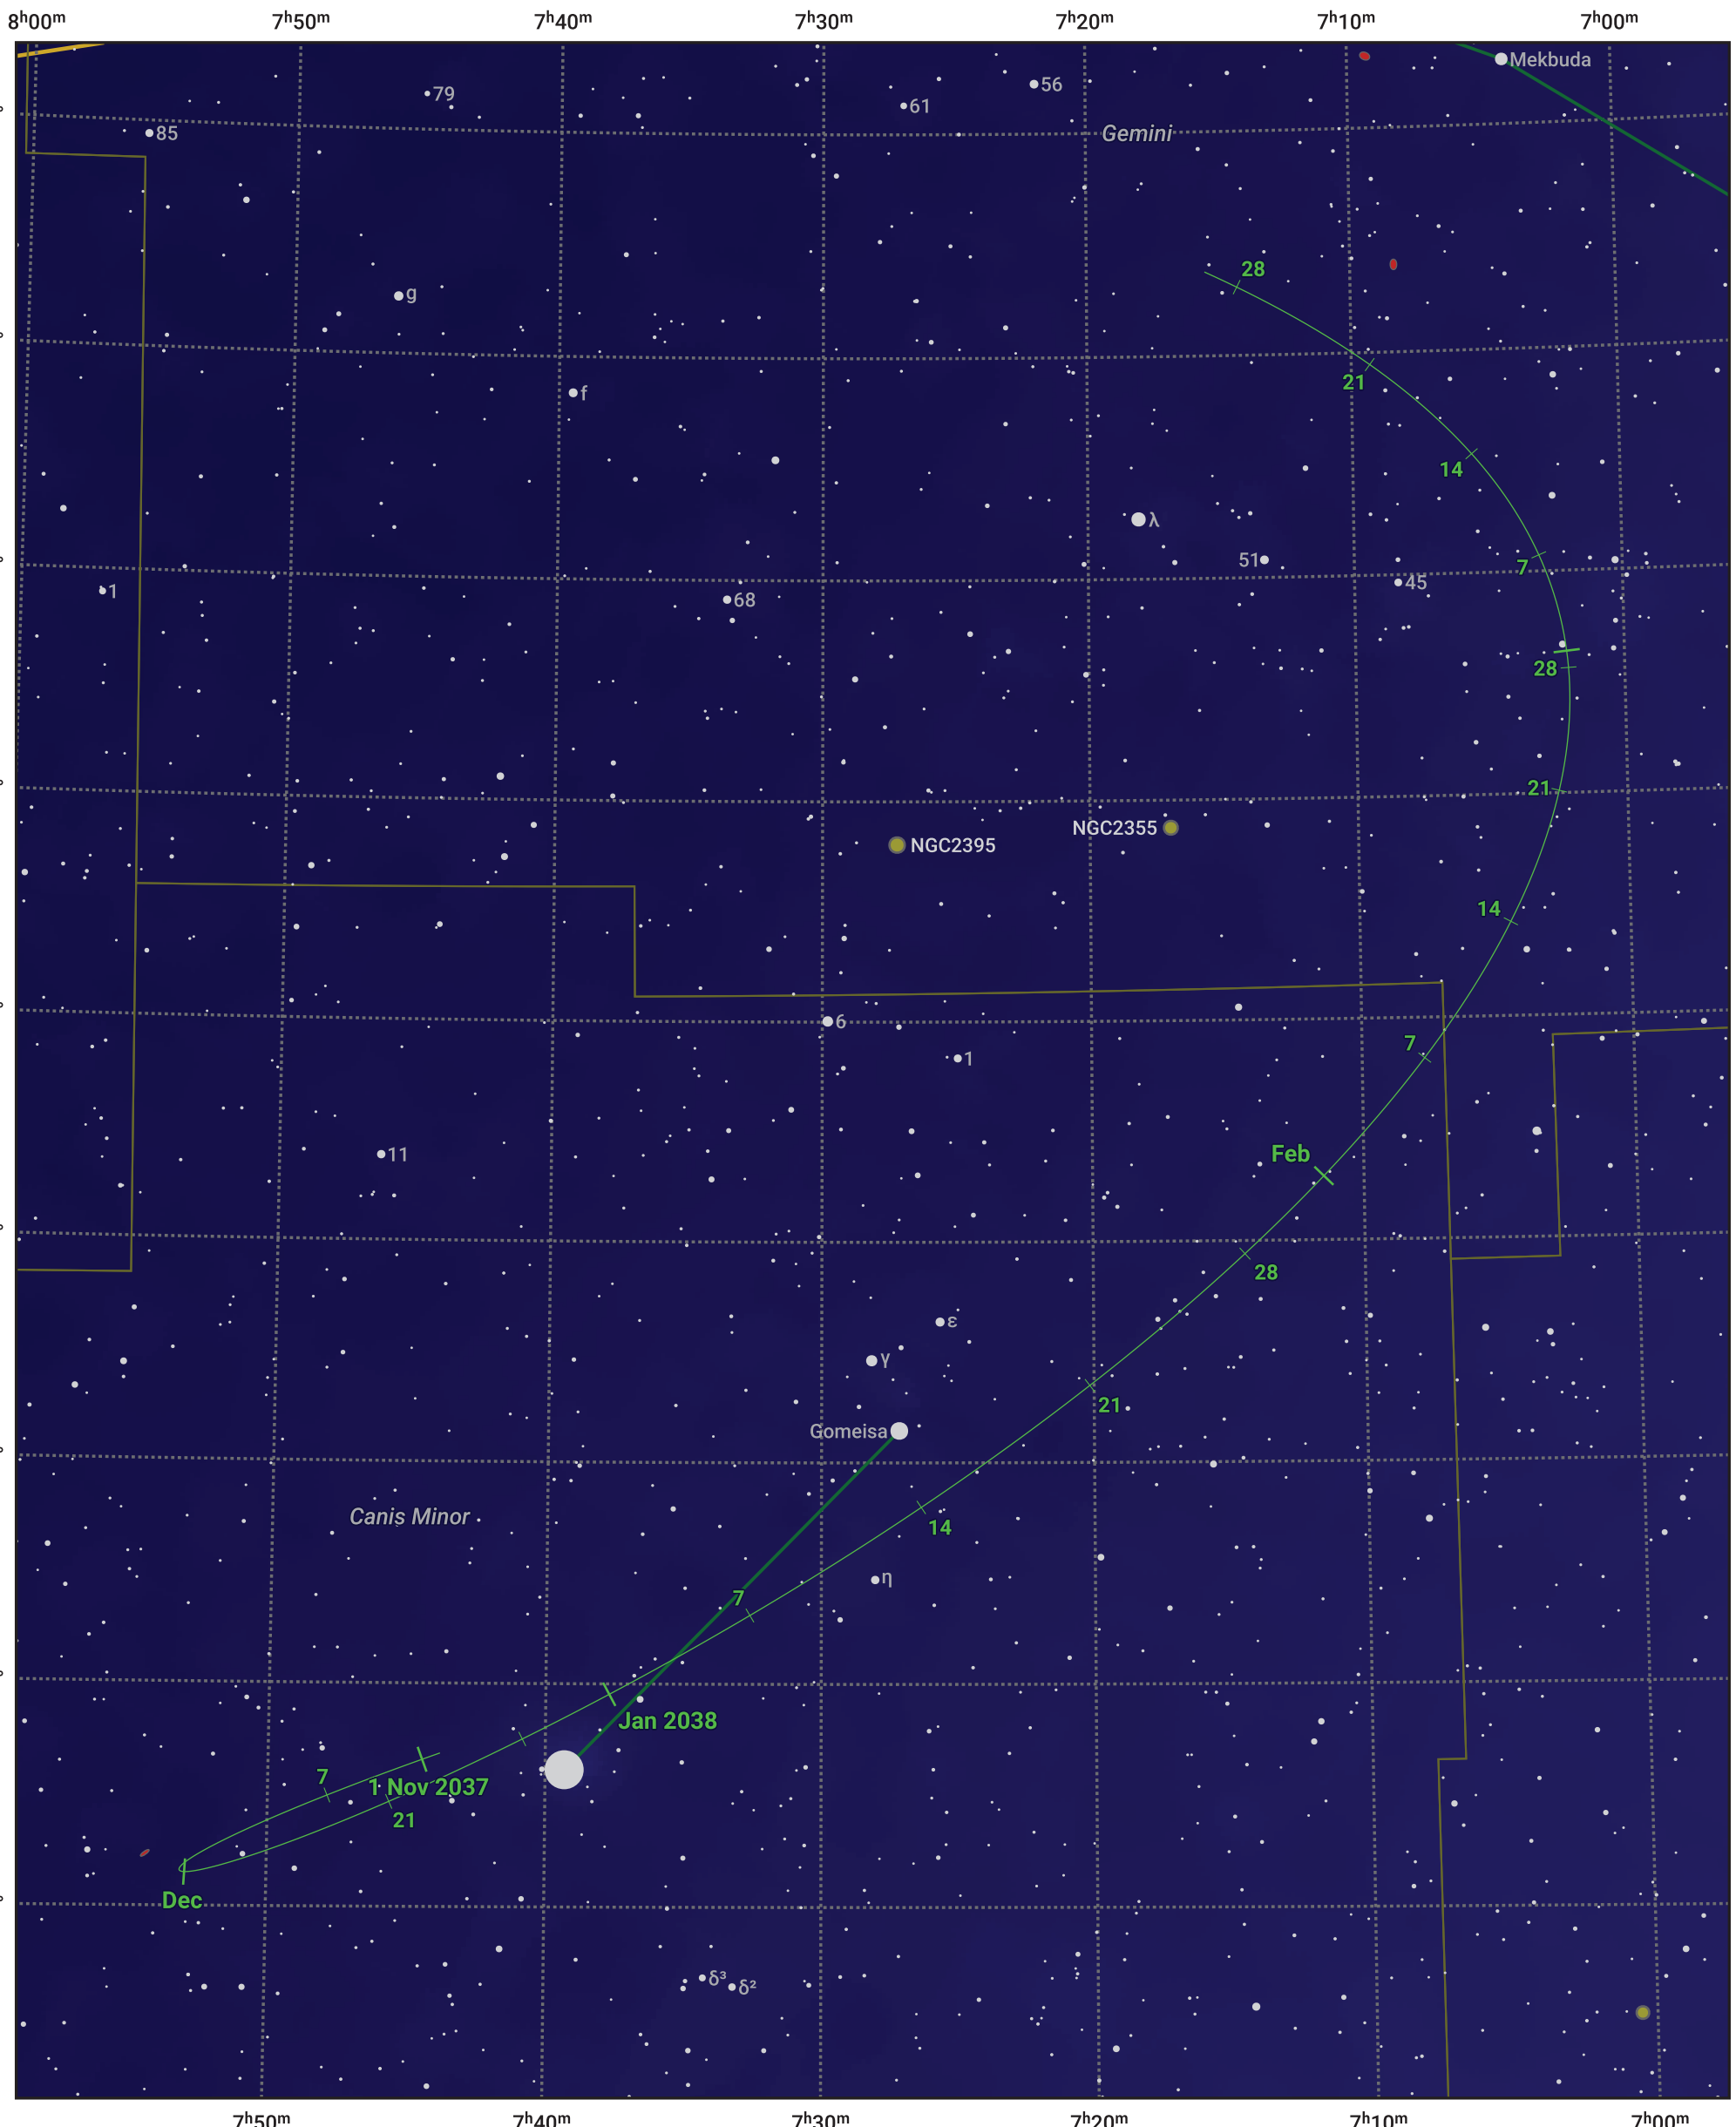 8ʰ00ᵐ 7ʰ50ᵐ 7ʰ40ᵐ 7ʰ30ᵐ 7ʰ20ᵐ 7ʰ10ᵐ 7ʰ00ᵐ
Mekbuda
79
56
61
85
Gemini
28
g
21
f
14
λ
51
7
45
1
68
28
21
NGC2355
NGC2395
14
6
7
1
11
Feb
28
ε
γ
21
Gomeisa
Canis Minor
14
η
7
Jan 2038
7
1 Nov 2037
21
Dec
δ³
δ²
7ʰ50ᵐ 7ʰ40ᵐ 7ʰ30ᵐ 7ʰ20ᵐ 7ʰ10ᵐ 7ʰ00ᵐ